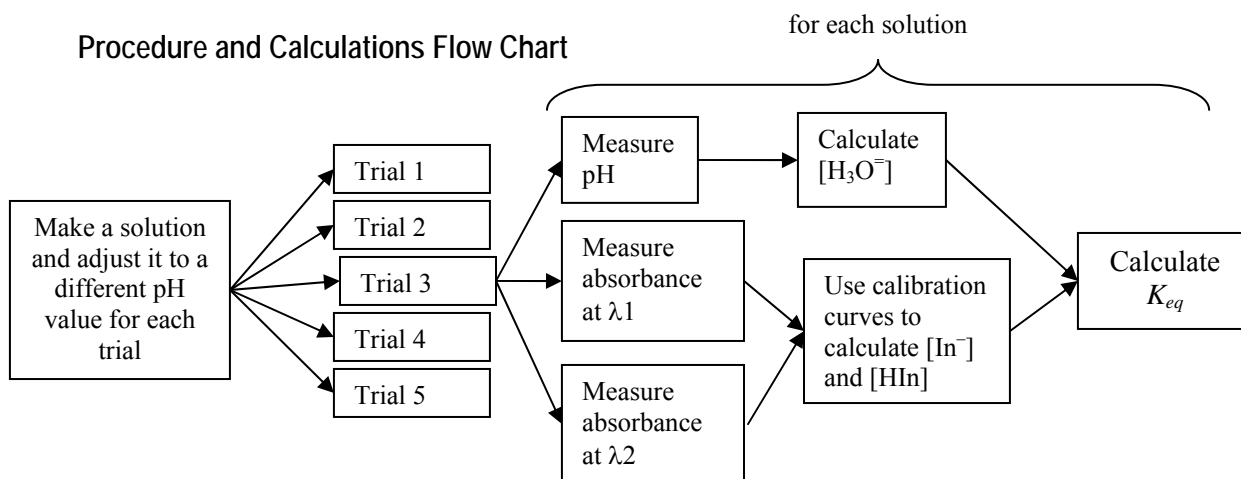 Procedure and Calculations Flow Chart
for each solution
Make a solution
and adjust it to a
different pH
value for each
trial
Trial 1
Trial 2
Trial 3
Trial 4
Trial 5
Measure
pH
Measure
absorbance
at λ1
Measure
absorbance
at λ2
Calculate
[H₃O⁼]
Use calibration
curves to
calculate [In⁻]
and [HIn]
Calculate
Keq